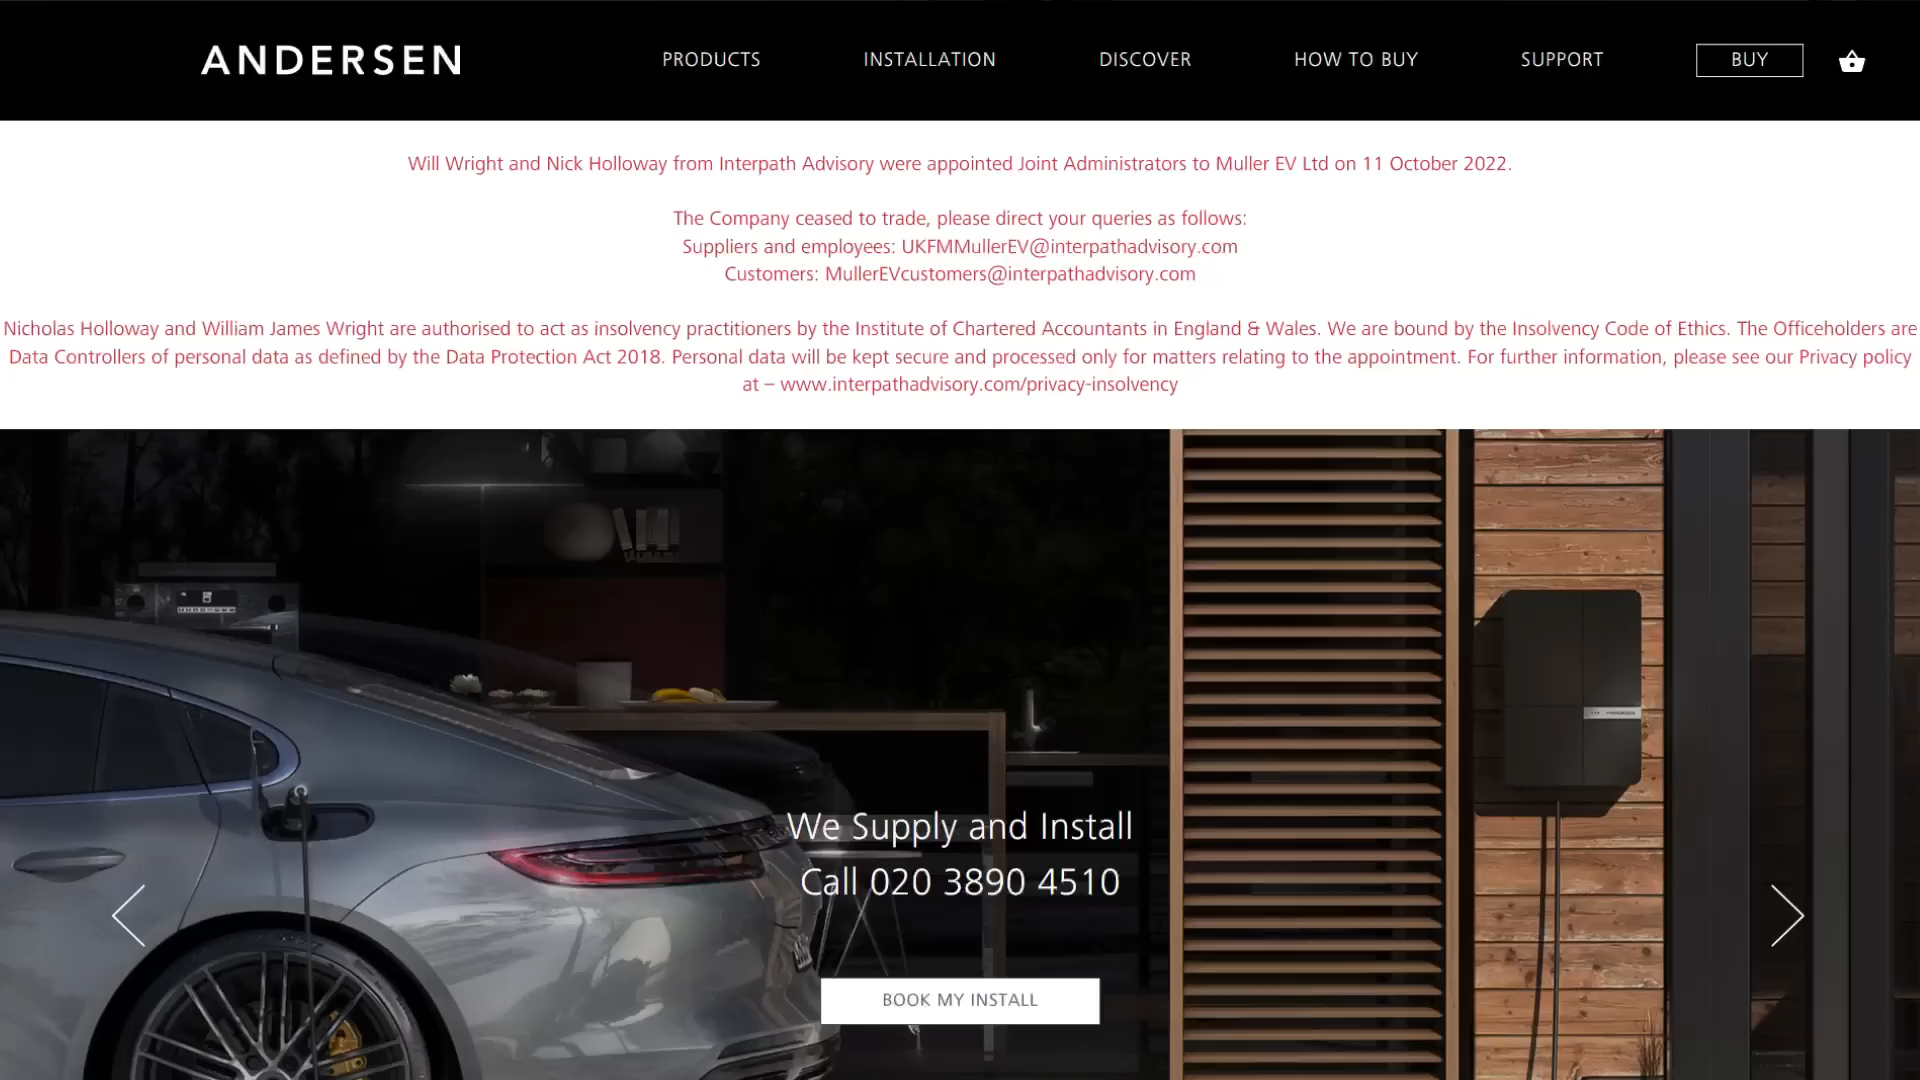 ANDERSEN
PRODUCTS
INSTALLATION
DISCOVER
HOW TO BUY
SUPPORT
BUY
Will Wright and Nick Holloway from Interpath Advisory were appointed Joint Administrators to Muller EV Ltd on 11 October 2022.
The Company ceased to trade, please direct your queries as follows:
Suppliers and employees: UKFMMullerEV@interpathadvisory.com
Customers: MullerEVcustomers@interpathadvisory.com
Nicholas Holloway and William James Wright are authorised to act as insolvency practitioners by the Institute of Chartered Accountants in England & Wales. We are bound by the Insolvency Code of Ethics. The Officeholders are
Data Controllers of personal data as defined by the Data Protection Act 2018. Personal data will be kept secure and processed only for matters relating to the appointment. For further information, please see our Privacy policy
at – www.interpathadvisory.com/privacy-insolvency
We Supply and Install
Call 020 3890 4510
BOOK MY INSTALL